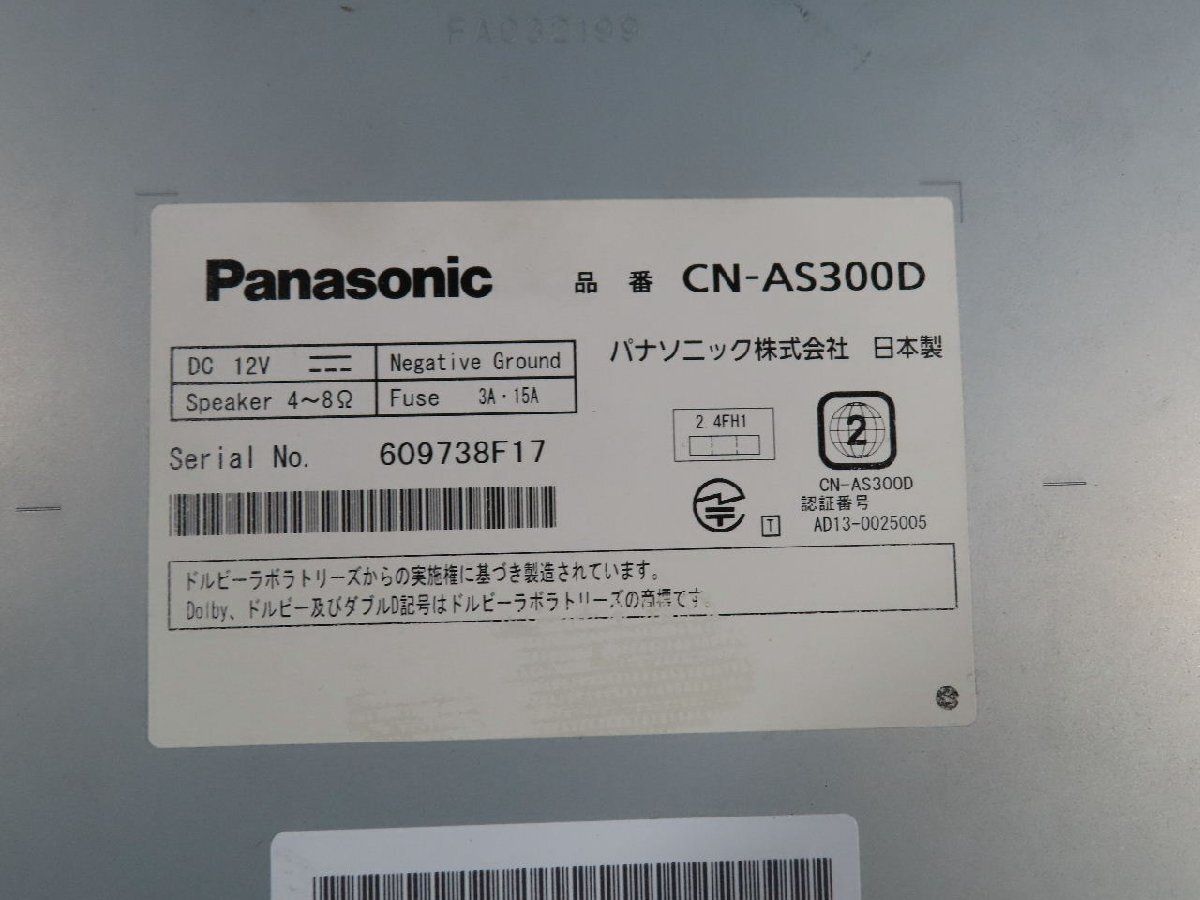 FA032199
Panasonic 品番 CN-AS300D
DC 12V Negative Ground
Speaker 4～8Ω Fuse 3A・15A
パナソニック株式会社 日本製
Serial No. 609738F17
2.4FH1
2
CN-AS300D
認証番号
T AD13-0025005
ドルビーラボラトリーズからの実施権に基づき製造されています。
Dolby、ドルビー及びダブルD記号はドルビーラボラトリーズの商標です。